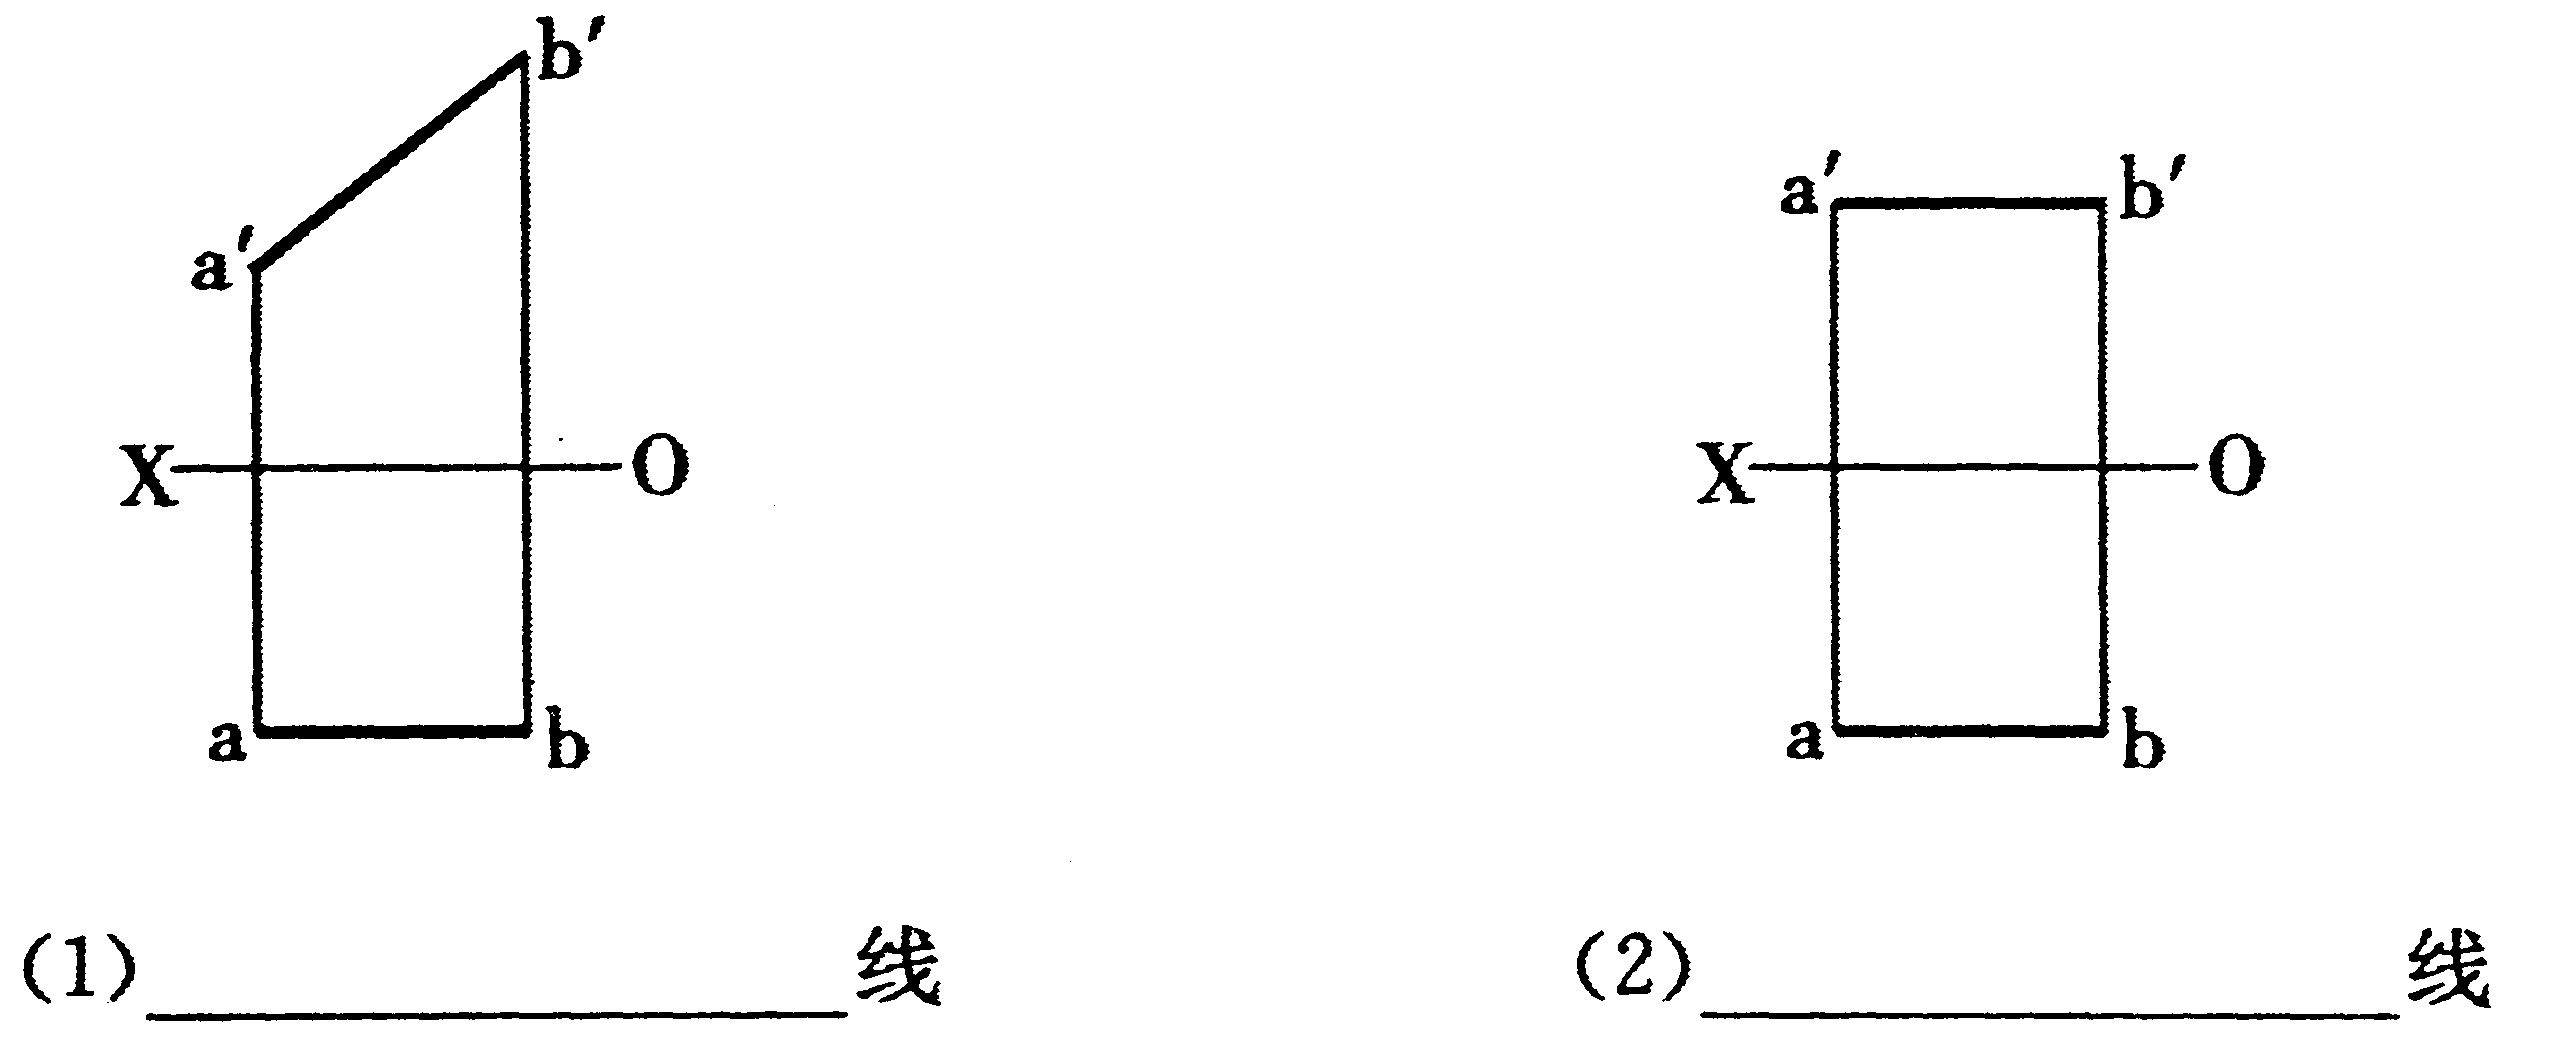 b′
a′
a′ b′
X O
X O
a b
a b
(1) 线
(2) 线